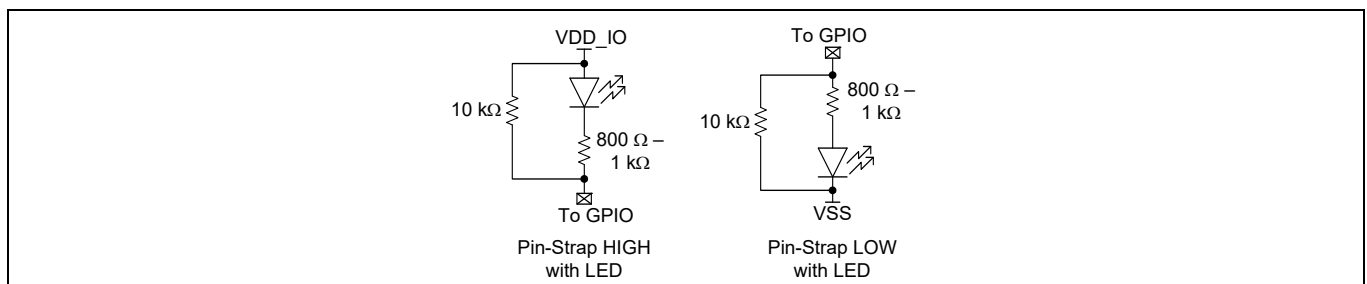 VDD_IO
10 kΩ
800 Ω –
1 kΩ
To GPIO
Pin-Strap HIGH
with LED
To GPIO
800 Ω –
1 kΩ
10 kΩ
VSS
Pin-Strap LOW
with LED